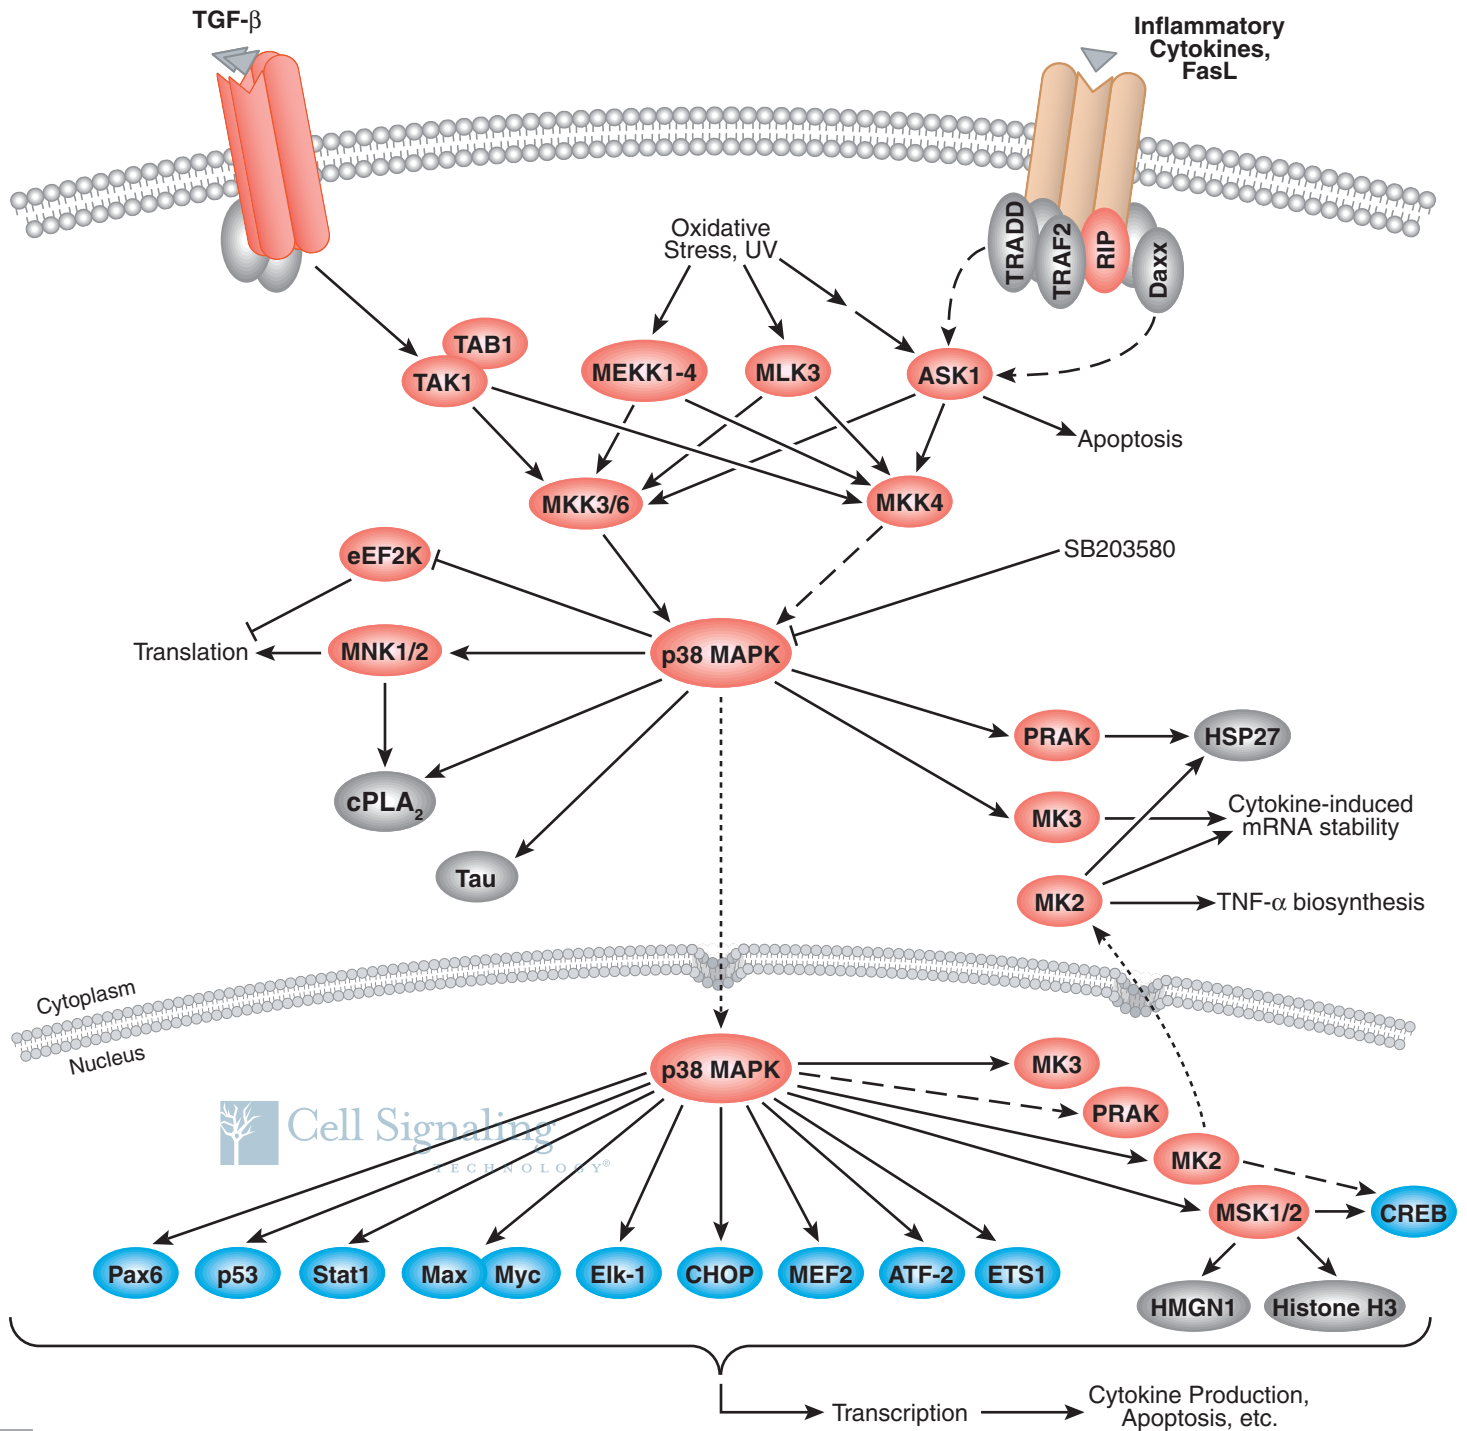 TGF-β
Inflammatory
Cytokines,
FasL
Oxidative
Stress, UV
TRADD
TRAF2
RIP
Daxx
TAB1
TAK1
MEKK1-4
MLK3
ASK1
Apoptosis
MKK3/6
MKK4
eEF2K
SB203580
Translation
MNK1/2
p38 MAPK
PRAK
HSP27
cPLA₂
MK3
Cytokine-induced
mRNA stability
Tau
MK2
TNF-α biosynthesis
Cytoplasm
Nucleus
p38 MAPK
MK3
PRAK
Cell Signaling
TECHNOLOGY®
MK2
MSK1/2
CREB
Pax6
p53
Stat1
Max
Myc
Elk-1
CHOP
MEF2
ATF-2
ETS1
HMGN1
Histone H3
Transcription
Cytokine Production,
Apoptosis, etc.